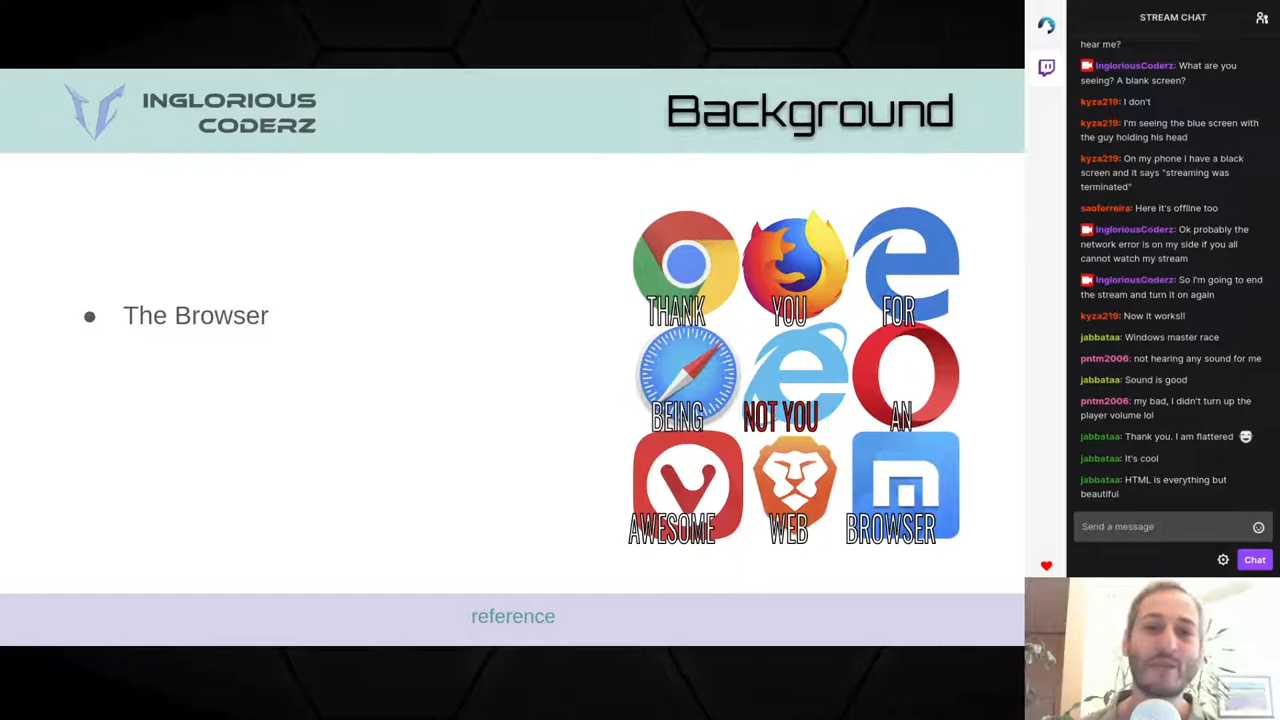 INGLORIOUS
CODERZ
Background
● The Browser
THANK YOU FOR
BEING NOT YOU AN
AWESOME WEB BROWSER
reference
STREAM CHAT
hear me?
IngloriousCoderz: What are you
seeing? A blank screen?
kyza219: I don't
kyza219: I'm seeing the blue screen with
the guy holding his head
kyza219: On my phone I have a black
screen and it says "streaming was
terminated"
saoferreira: Here it's offline too
IngloriousCoderz: Ok probably the
network error is on my side if you all
cannot watch my stream
IngloriousCoderz: So I'm going to end
the stream and turn it on again
kyza219: Now it works!!
jabbataa: Windows master race
pntm2006: not hearing any sound for me
jabbataa: Sound is good
pntm2006: my bad, I didn't turn up the
player volume lol
jabbataa: Thank you. I am flattered
jabbataa: It's cool
jabbataa: HTML is everything but
beautiful
Send a message
Chat